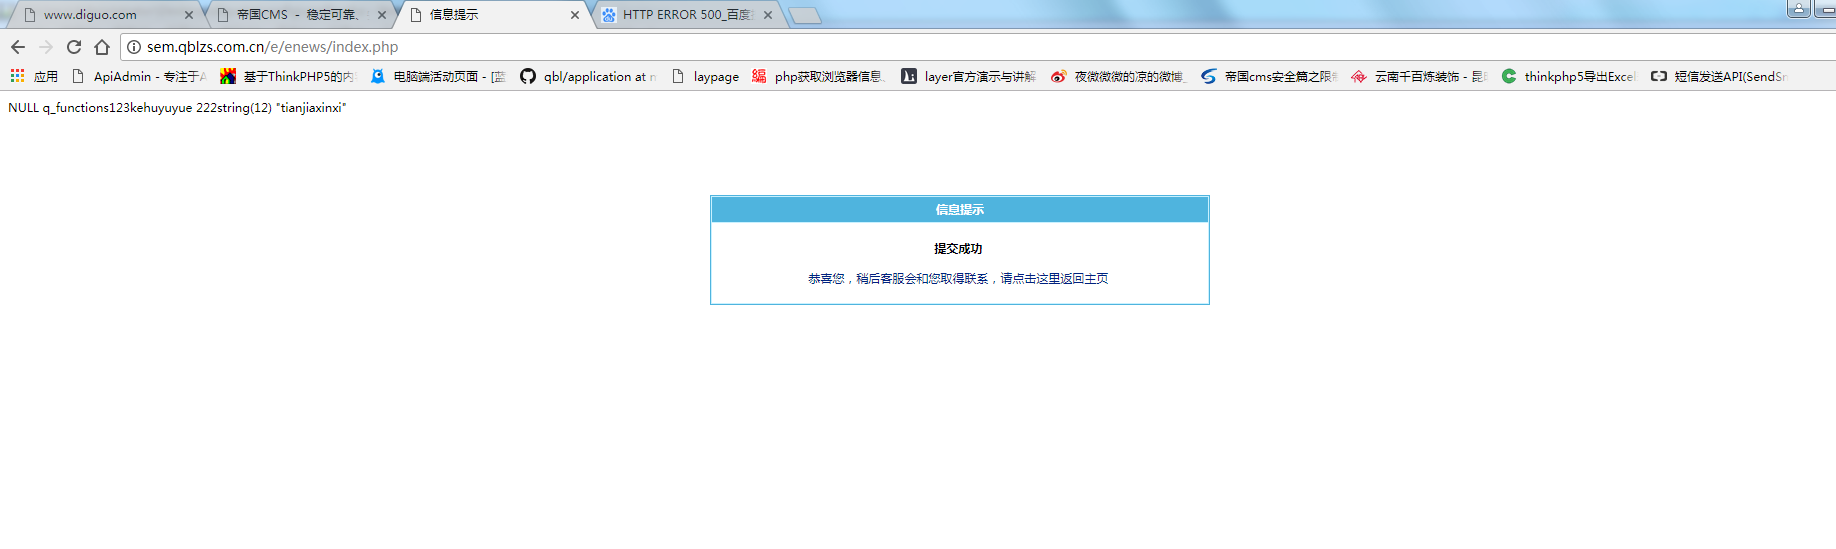 www.diguo.com
帝国CMS - 稳定可靠、
信息提示
HTTP ERROR 500_百度
sem.qblzs.com.cn/e/enews/index.php
应用
ApiAdmin - 专注于A
基于ThinkPHP5的内
电脑端活动页面 - [蓝
qbl/application at m
laypage
php获取浏览器信息、
layer官方演示与讲解
夜微微微的凉的微博_
帝国cms安全篇之限制
云南千百炼装饰 - 昆明
thinkphp5导出Excel
短信发送API(SendSm
NULL q_functions123kehuyuyue 222string(12) "tianjiaxinxi"
信息提示
提交成功
恭喜您，稍后客服会和您取得联系，请点击这里返回主页